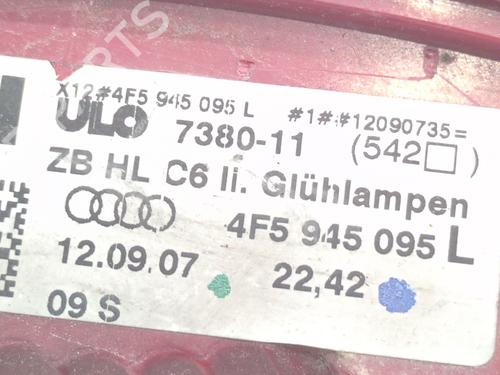 PARTS
X12#4F5 945 095 L #1##12090735=
ULO 7380-11 (542□)
ZB HL C6 li. Glühlampen
4F5 945 095 L
12.09.07 22,42
09 S